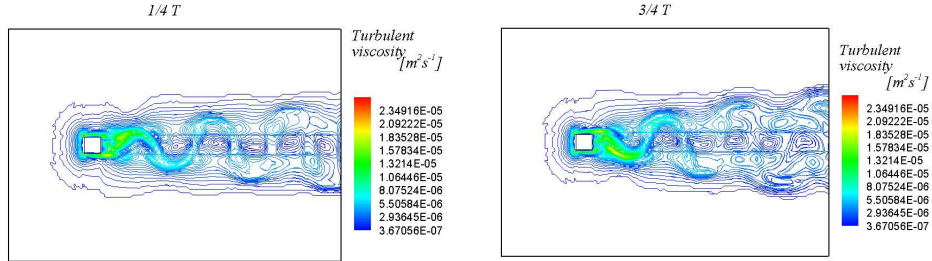 1/4 T
Turbulent
viscosity
[m²s⁻¹]
2.34916E-05
2.09222E-05
1.83528E-05
1.57834E-05
1.3214E-05
1.06446E-05
8.07524E-06
5.50584E-06
2.93645E-06
3.67056E-07
3/4 T
Turbulent
viscosity
[m²s⁻¹]
2.34916E-05
2.09222E-05
1.83528E-05
1.57834E-05
1.3214E-05
1.06446E-05
8.07524E-06
5.50584E-06
2.93645E-06
3.67056E-07